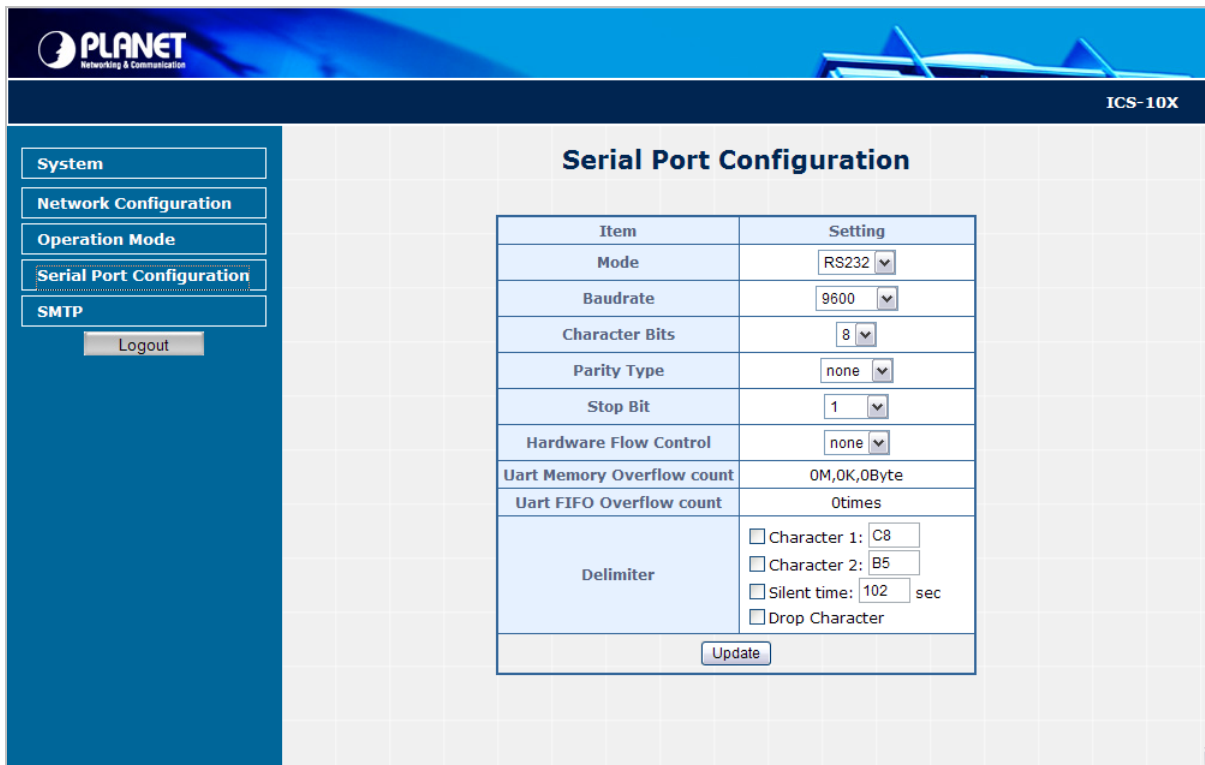 PLANET
Networking & Communication
ICS-10X
System
Network Configuration
Operation Mode
Serial Port Configuration
SMTP
Logout
Serial Port Configuration
Item Setting
Mode RS232
Baudrate 9600
Character Bits 8
Parity Type none
Stop Bit 1
Hardware Flow Control none
Uart Memory Overflow count 0M,0K,0Byte
Uart FIFO Overflow count 0times
Delimiter
Character 1: C8
Character 2: B5
Silent time: 102 sec
Drop Character
Update